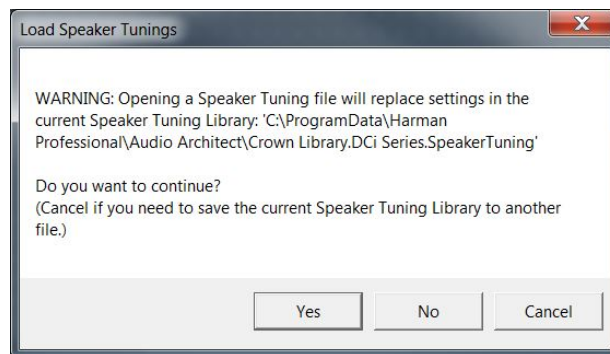 Load Speaker Tunings
WARNING: Opening a Speaker Tuning file will replace settings in the
current Speaker Tuning Library: 'C:\ProgramData\Harman
Professional\Audio Architect\Crown Library.DCi Series.SpeakerTuning'
Do you want to continue?
(Cancel if you need to save the current Speaker Tuning Library to another
file.)
Yes No Cancel